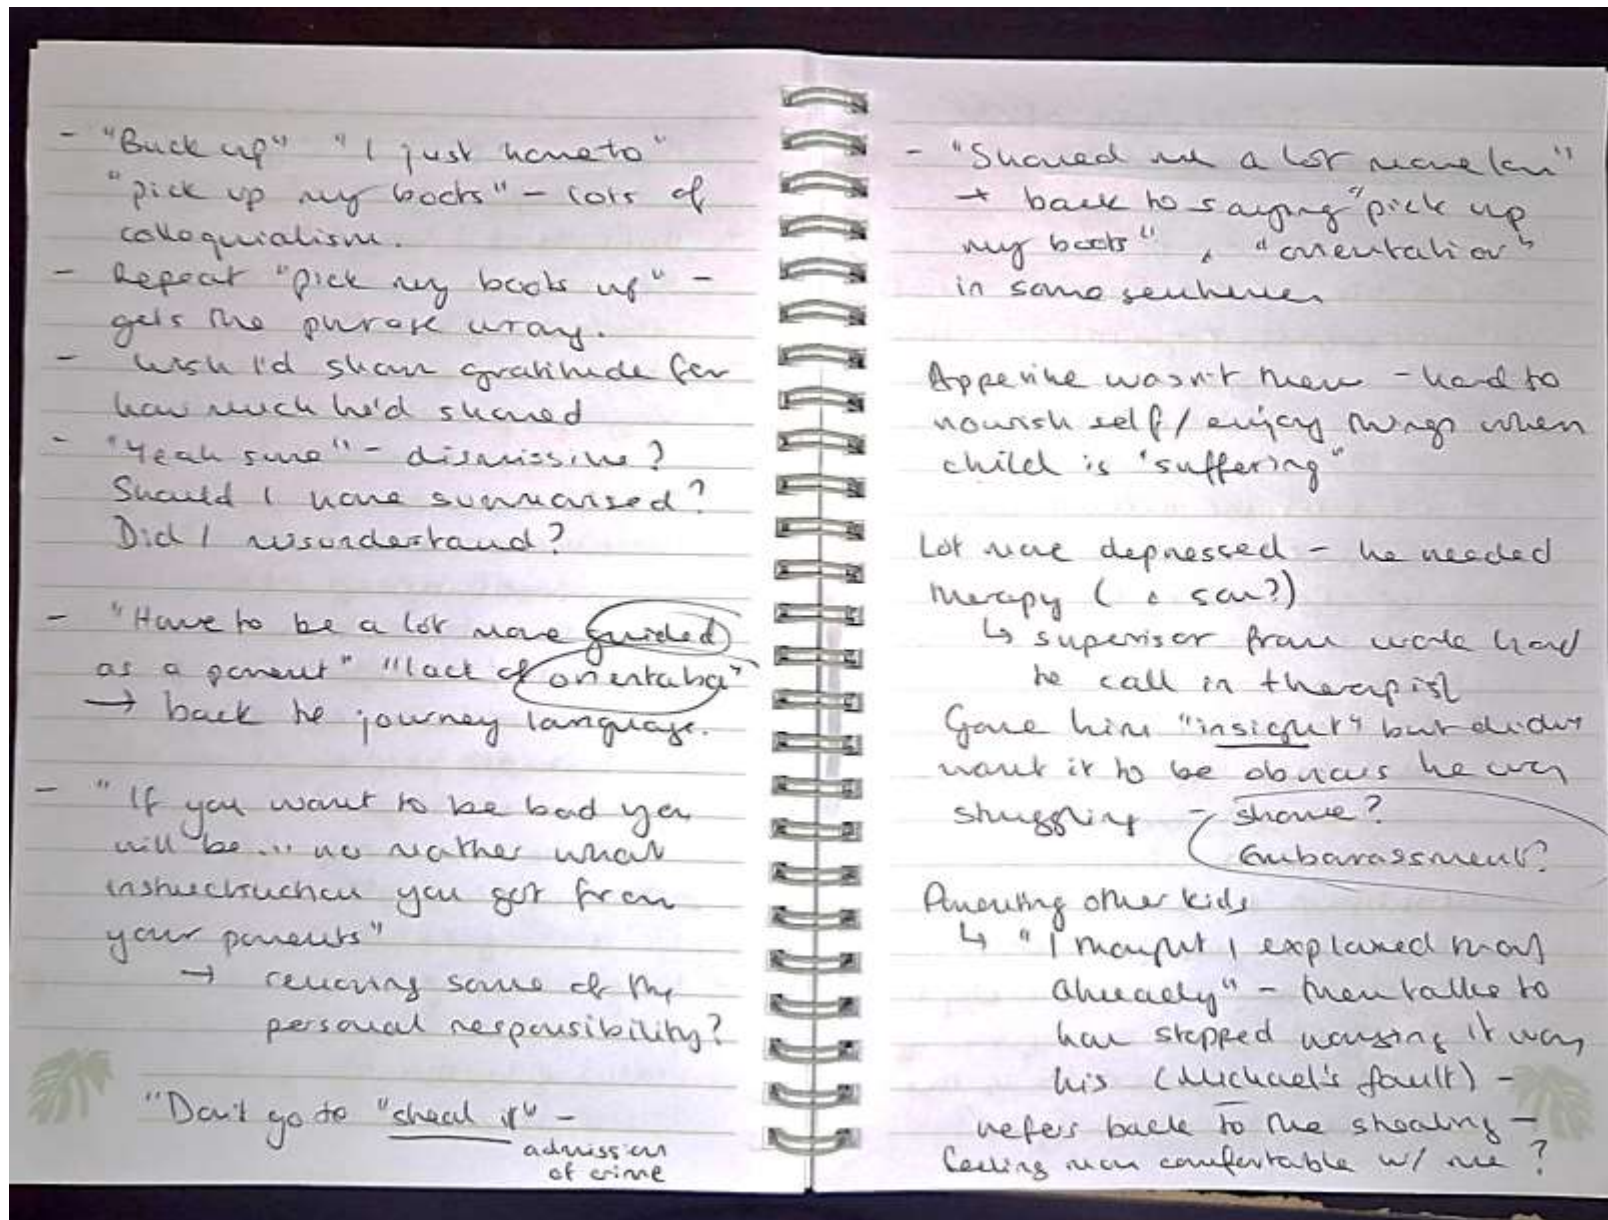 - "Buck up" "I just have to"
"pick up my boots" - lots of
colloquialism.
- Repeat "pick my boots up" -
gets the phrase wrong.
- Wish I'd shown gratitude for
how much he'd shared
- "Yeah sure" - dismissive?
Should I have summarised?
Did I misunderstand?
- "Have to be a lot more guided
as a parent" "lack of orientation"
→ back to journey language.
- "If you want to be bad you
will be... no matter what
you got from
your parents"
→ removing some of the
personal responsibility?
"Don't go to "steal it" -
admission
of crime
- "Showed me a lot more"
→ back to saying "pick up
my boots" & "orientation"
in same sentence
Appetite wasn't there - hard to
nourish self / enjoy things when
child is "suffering"
Lot more depressed - he needed
therapy ( & son?)
↳ supervisor from work had
to call in therapist
Gave him "insight" but didn't
want it to be obvious he was
struggling - shame?
Embarassment?
Parenting other kids
↳ "I thought I explained that
already" - then talks to
how stopped it was
his (Michael's fault) -
refers back to the stealing -
feeling more comfortable w/ me?